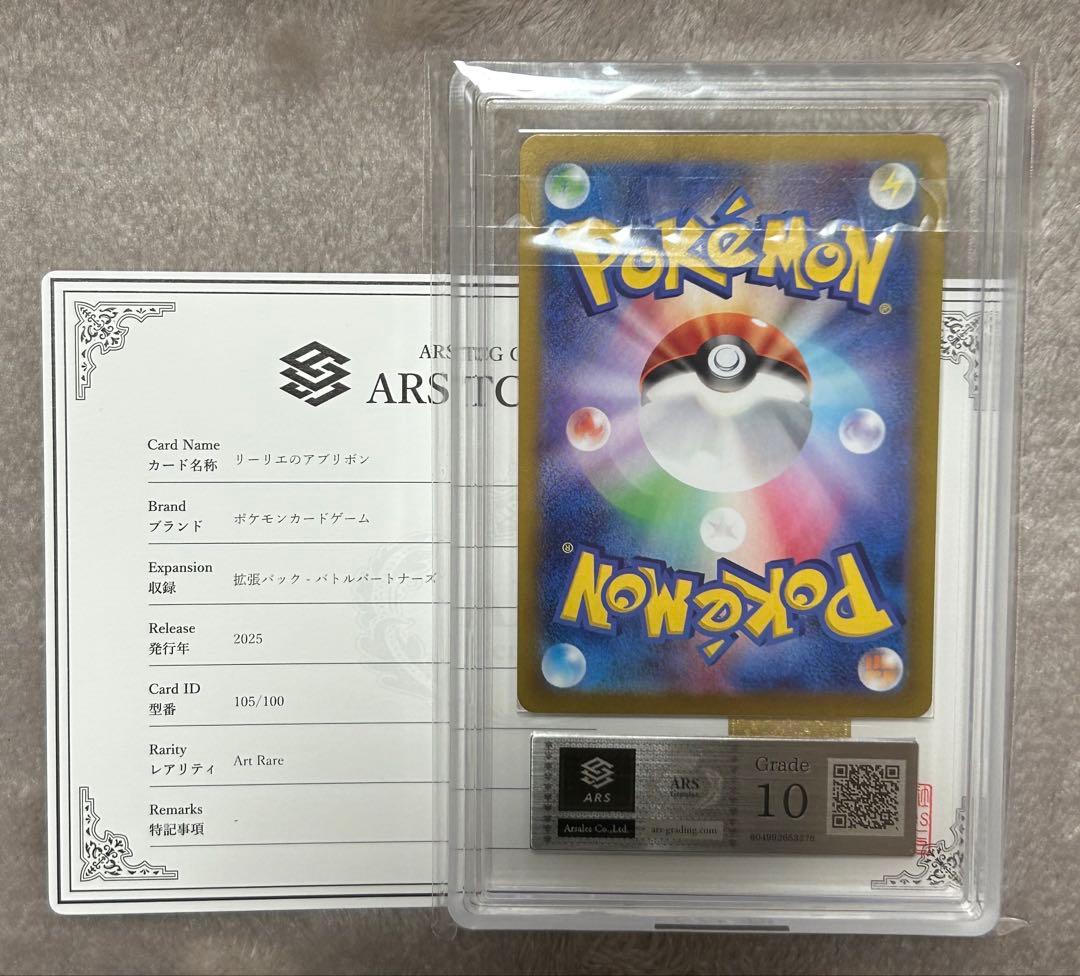 ARS TCG
ARS TC
Card Name
カード名称
リーリエのアブリボン
Brand
ブランド
ポケモンカードゲーム
Expansion
収録
拡張パック - バトルパートナーズ
Release
発行年
2025
Card ID
型番
105/100
Rarity
レアリティ
Art Rare
Remarks
特記事項
-
POKéMON
®
®
POKéMON
ARS
Arsales Co.,Ltd.
ARS
Grading
ars-grading.com
Grade
10